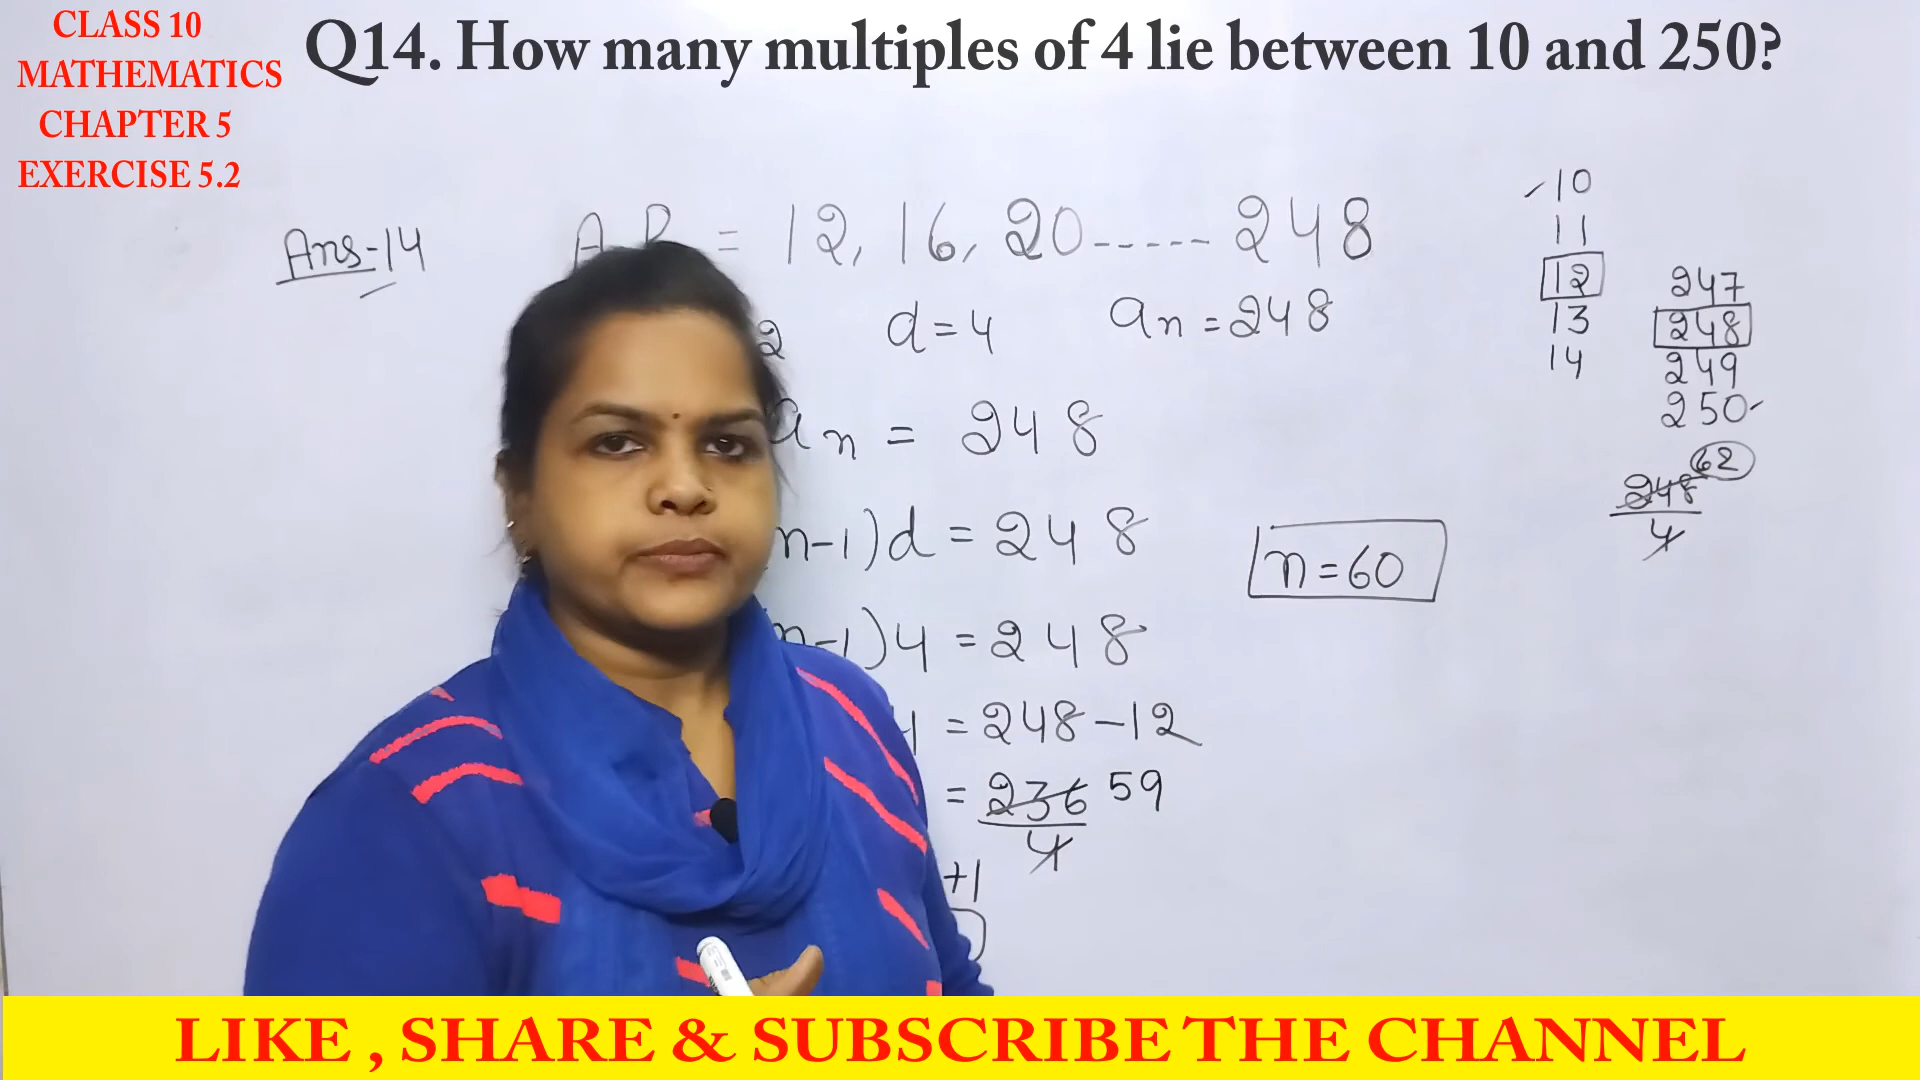 CLASS 10
MATHEMATICS
CHAPTER 5
EXERCISE 5.2
Q14. How many multiples of 4 lie between 10 and 250?
Ans-14
A.P. = 12, 16, 20----- 248
2 d=4 an=248
an = 248
n-1)d = 248
n-1)4 = 248
= 248-12
= 236 59
4
+1
n=60
10
11
12
13
14
247
248
249
250
62
248
4
LIKE , SHARE & SUBSCRIBE THE CHANNEL